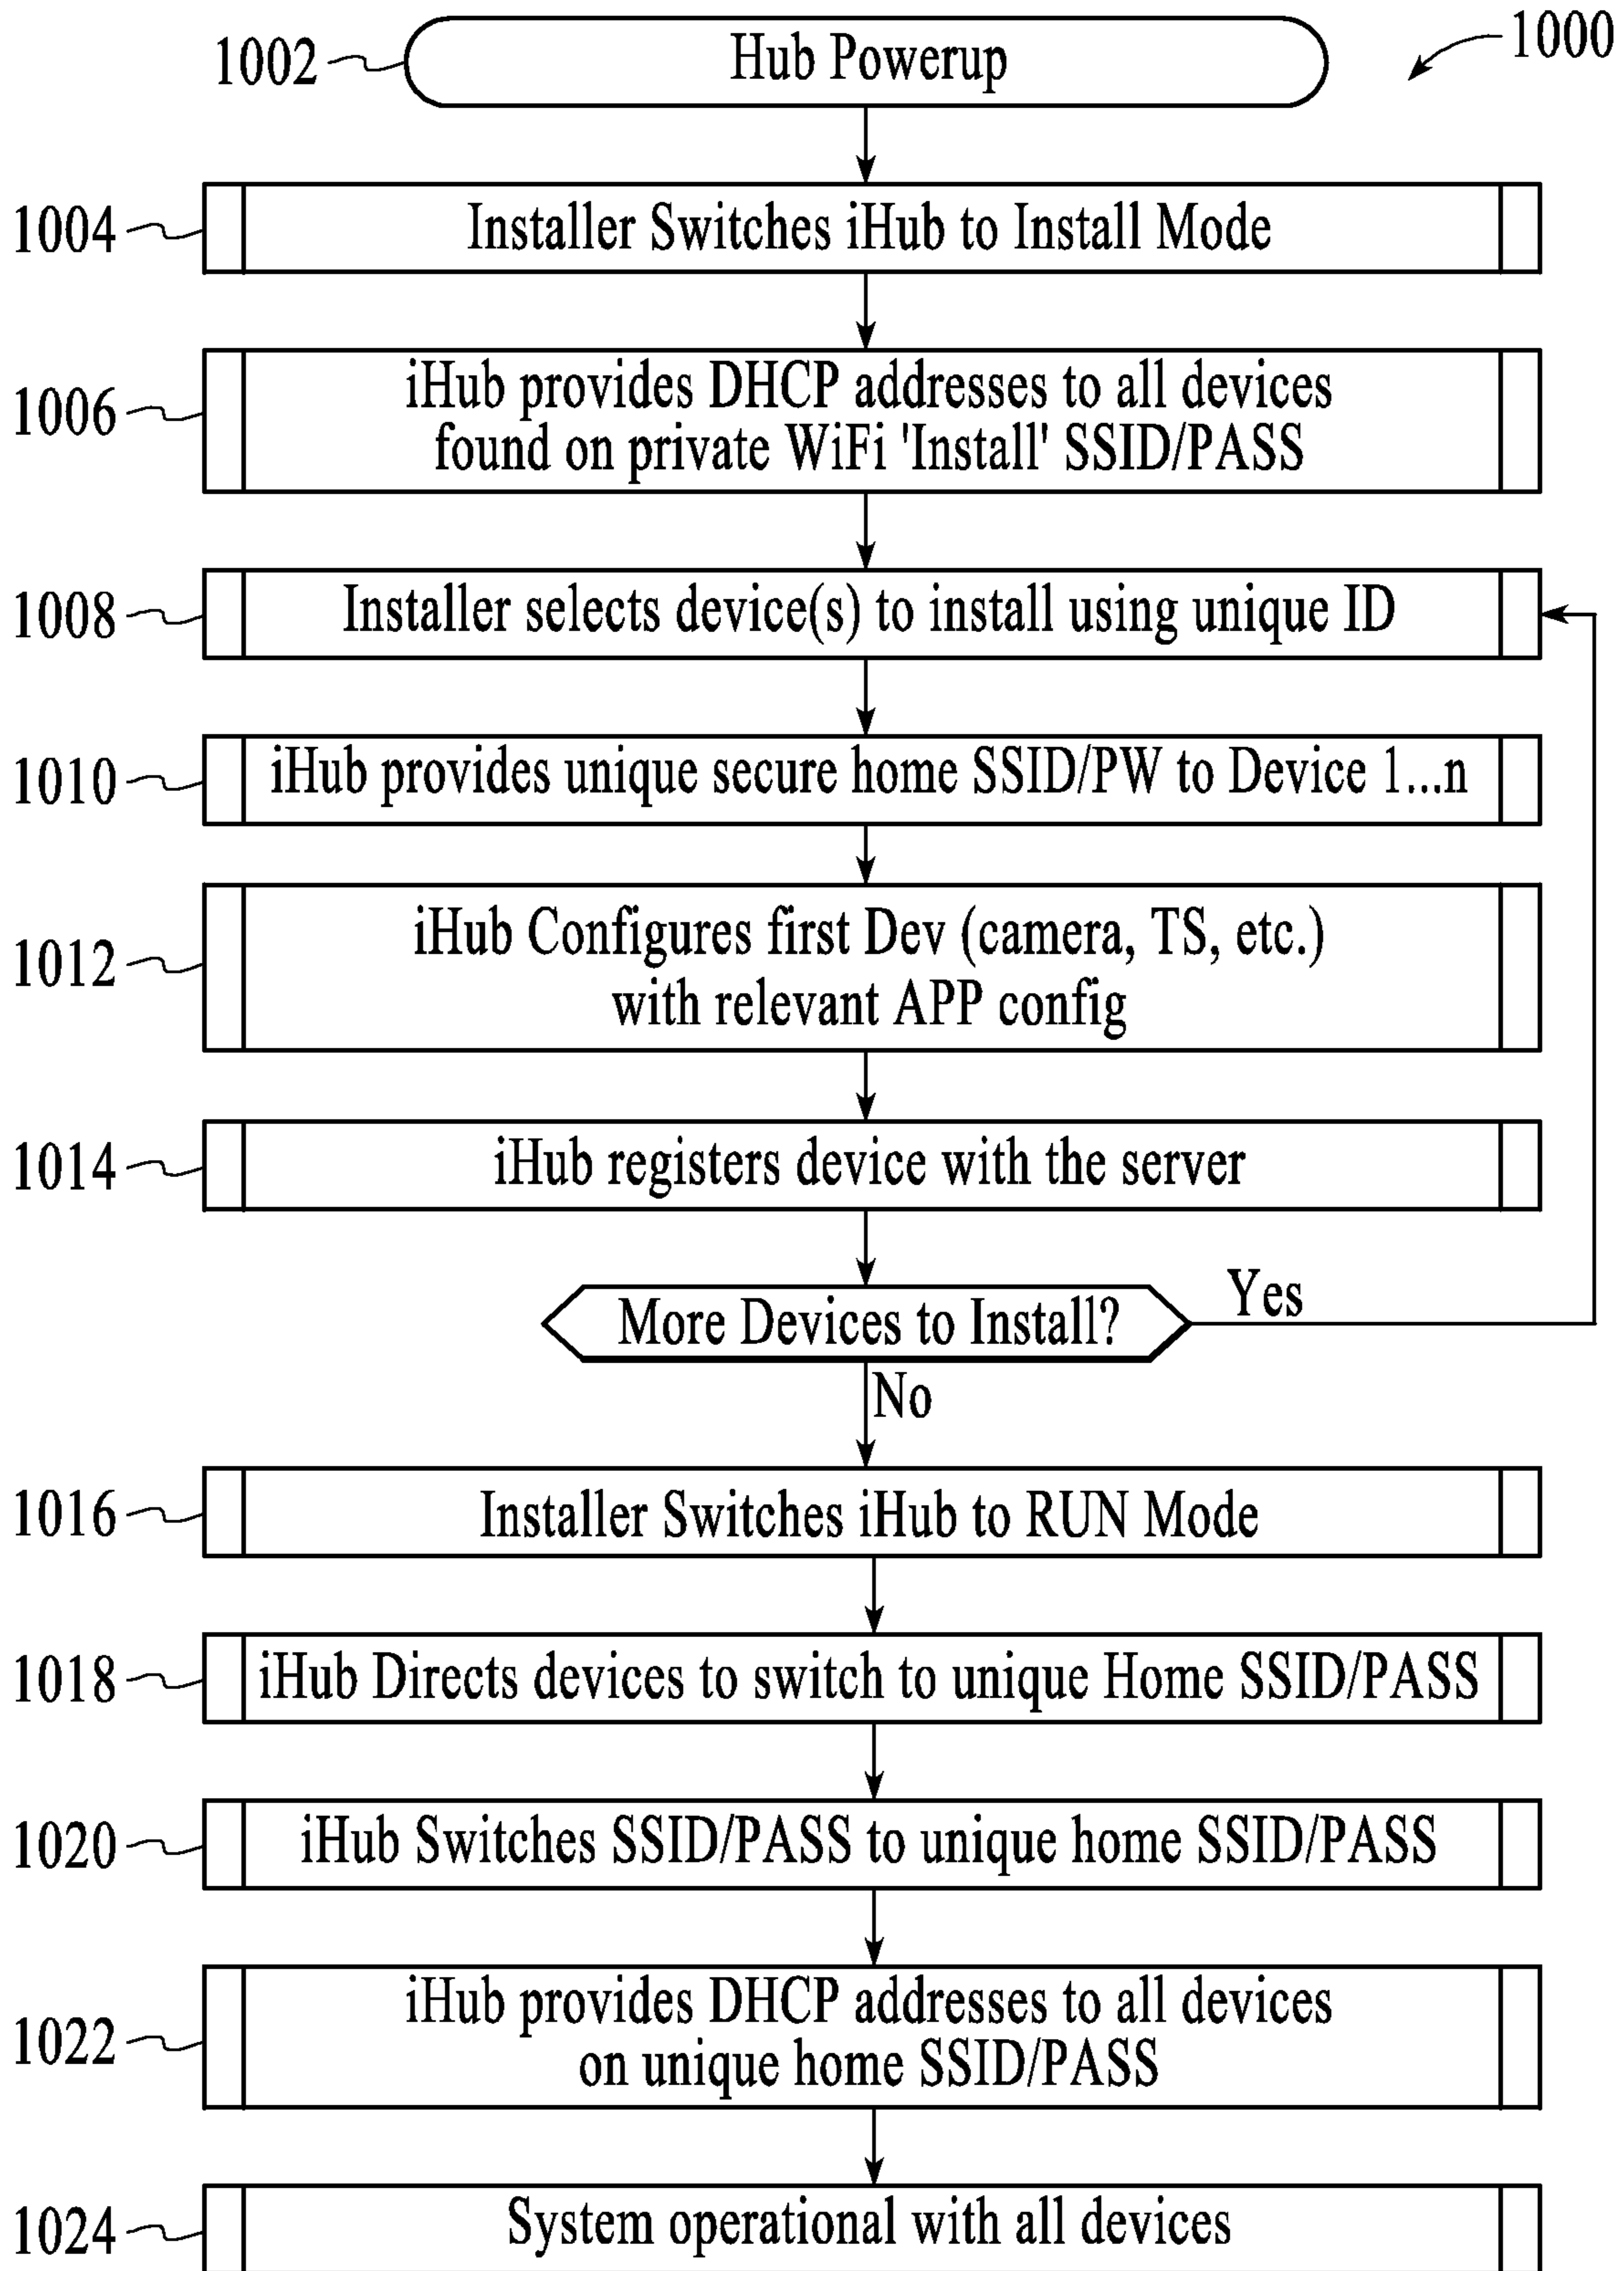 1002
Hub Powerup
1000
1004
Installer Switches iHub to Install Mode
1006
iHub provides DHCP addresses to all devices
found on private WiFi 'Install' SSID/PASS
1008
Installer selects device(s) to install using unique ID
1010
iHub provides unique secure home SSID/PW to Device 1...n
1012
iHub Configures first Dev (camera, TS, etc.)
with relevant APP config
1014
iHub registers device with the server
More Devices to Install?
Yes
No
1016
Installer Switches iHub to RUN Mode
1018
iHub Directs devices to switch to unique Home SSID/PASS
1020
iHub Switches SSID/PASS to unique home SSID/PASS
1022
iHub provides DHCP addresses to all devices
on unique home SSID/PASS
1024
System operational with all devices